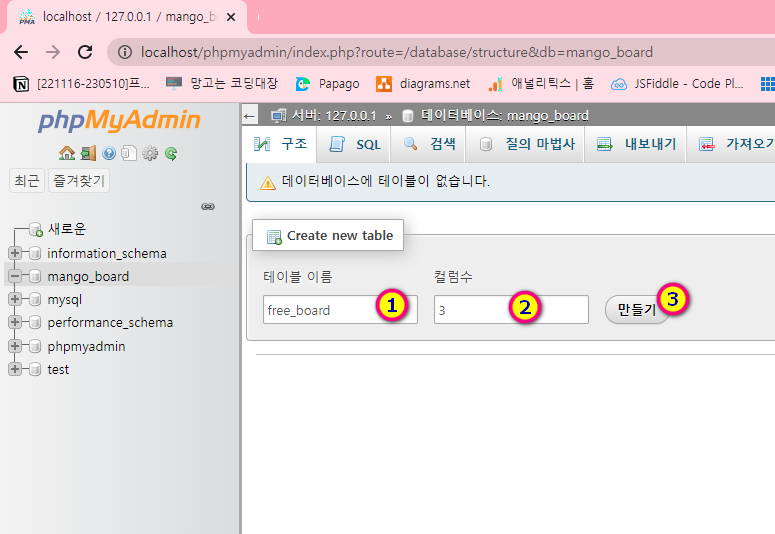 localhost / 127.0.0.1 / mango_b
localhost/phpmyadmin/index.php?route=/database/structure&db=mango_board
[221116-230510]프... 망고는 코딩대장 Papago diagrams.net 애널리틱스 | 홈 JSFiddle - Code Pl...
phpMyAdmin
최근 즐겨찾기
새로운
information_schema
mango_board
mysql
performance_schema
phpmyadmin
test
서버: 127.0.0.1 » 데이터베이스: mango_board
구조 SQL 검색 질의 마법사 내보내기 가져오기
데이터베이스에 테이블이 없습니다.
Create new table
테이블 이름 컬럼수
free_board 1 3 2 만들기 3